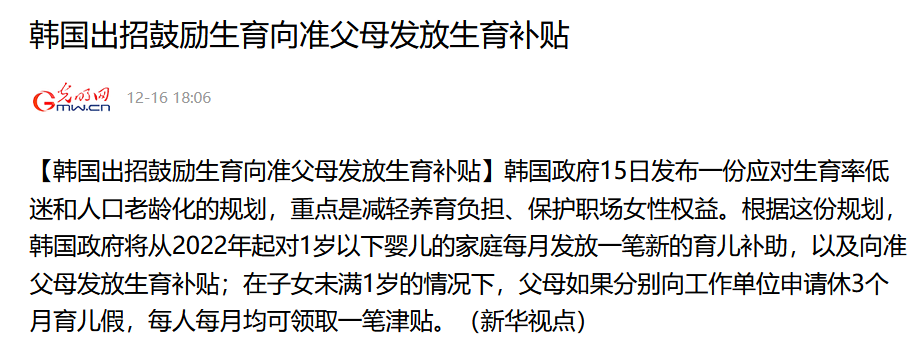 韩国出招鼓励生育向准父母发放生育补贴
光明网
GMW.CN 12-16 18:06
【韩国出招鼓励生育向准父母发放生育补贴】韩国政府15日发布一份应对生育率低
迷和人口老龄化的规划，重点是减轻养育负担、保护职场女性权益。根据这份规划，
韩国政府将从2022年起对1岁以下婴儿的家庭每月发放一笔新的育儿补助，以及向准
父母发放生育补贴；在子女未满1岁的情况下，父母如果分别向工作单位申请休3个
月育儿假，每人每月均可领取一笔津贴。（新华视点）